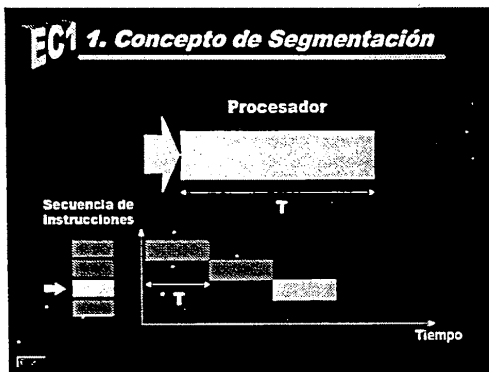 EC1 1. Concepto de Segmentación
Procesador
T
Secuencia de
Instrucciones
T
Tiempo